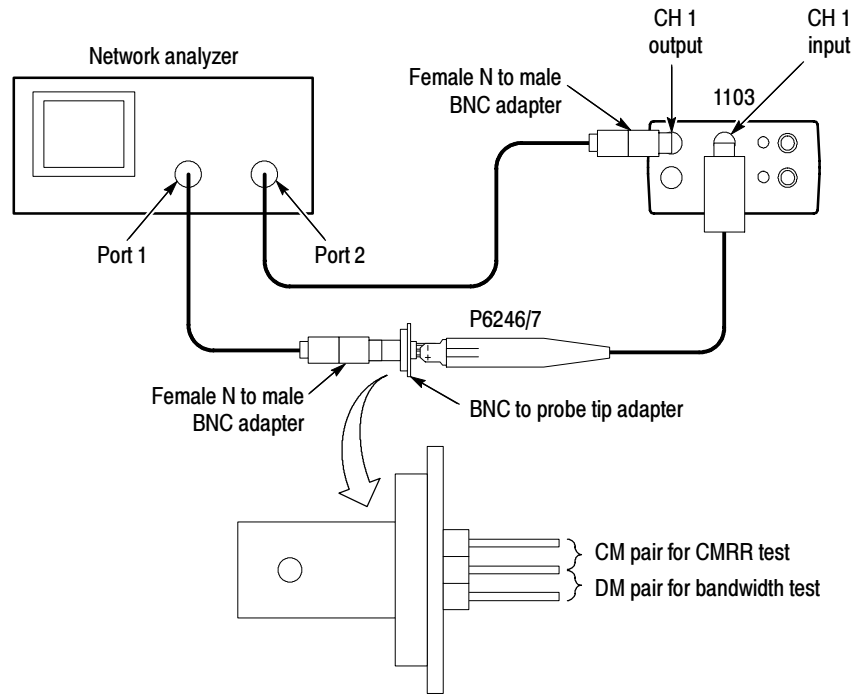 CH 1
output
CH 1
input
Network analyzer
Female N to male
BNC adapter
1103
Port 1
Port 2
P6246/7
+
−
Female N to male
BNC adapter
BNC to probe tip adapter
CM pair for CMRR test
DM pair for bandwidth test